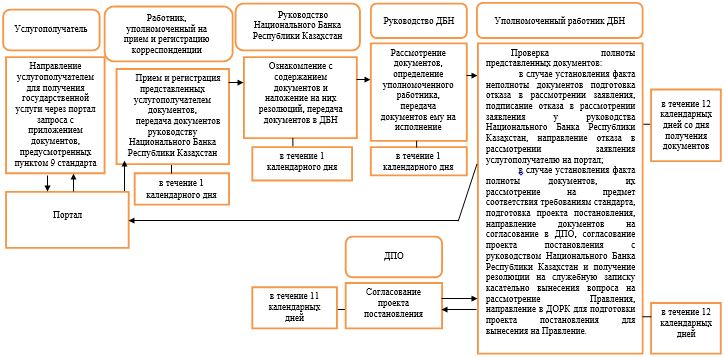 Услугополучатель
Работник,
уполномоченный на
прием и регистрацию
корреспонденции
Руководство
Национального Банка
Республики Казахстан
Руководство ДБН
Уполномоченный работник ДБН
Направление
услугополучателем
для получения
государственной
услуги через портал
запроса с
приложением
документов,
предусмотренных
пунктом 9 стандарта
Прием и регистрация
представленных
услугополучателем
документов,
передача документов
руководству
Национального Банка
Республики Казахстан
Ознакомление с
содержанием
документов и
наложение на них
резолюций, передача
документов в ДБН
Рассмотрение
документов,
определение
уполномоченного
работника,
передача
документов ему на
исполнение
Проверка полноты
представленных документов:
в случае установления факта
неполноты документов подготовка
отказа в рассмотрении заявления,
подписание отказа в рассмотрении
заявления у руководства
Национального Банка Республики
Казахстан, направление отказа в
рассмотрении заявления
услугополучателю на портал;
в случае установления факта
полноты документов, их
рассмотрение на предмет
соответствия требованиям стандарта,
подготовка проекта постановления,
направление документов на
согласование в ДПО, согласование
проекта постановления с
руководством Национального Банка
Республики Казахстан и получение
резолюции на служебную записку
касательно вынесения вопроса на
рассмотрение Правления,
направление в ДОРК для подготовки
проекта постановления для
вынесения на Правление.
в течение 12
календарных
дней со дня
получения
документов
в течение 1
календарного дня
в течение 1
календарного дня
в течение 1
календарного дня
Портал
ДПО
Согласование
проекта
постановления
в течение 11
календарных
дней
в течение 12
календарных
дней